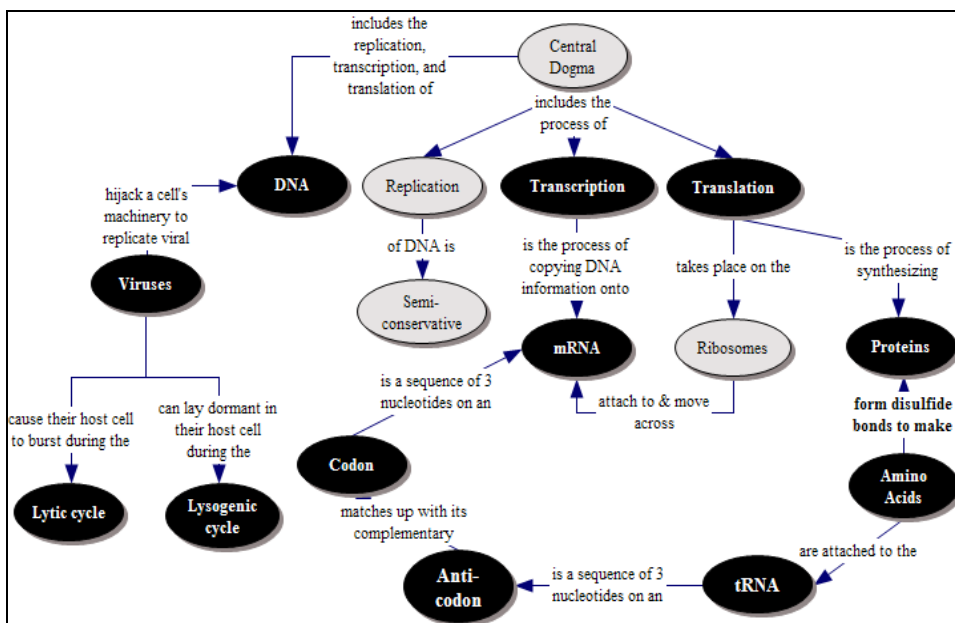 includes the
replication,
transcription, and
translation of
Central
Dogma
includes the
process of
DNA
Replication
Transcription
Translation
hijack a cell's
machinery to
replicate viral
of DNA is
is the process of
copying DNA
information onto
takes place on the
is the process of
synthesizing
Viruses
Semi-
conservative
mRNA
Ribosomes
Proteins
is a sequence of 3
nucleotides on an
attach to & move
across
form disulfide
bonds to make
cause their host cell
to burst during the
can lay dormant in
their host cell
during the
Codon
Amino
Acids
Lytic cycle
Lysogenic
cycle
matches up with its
complementary
are attached to the
Anti-
codon
is a sequence of 3
nucleotides on an
tRNA